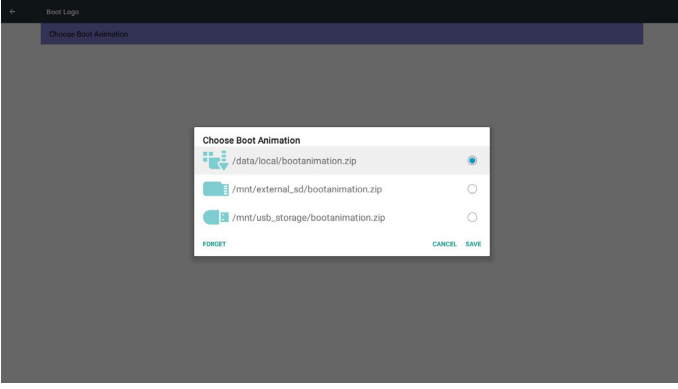 Boot Logo
Choose Boot Animation
Choose Boot Animation
/data/local/bootanimation.zip
/mnt/external_sd/bootanimation.zip
/mnt/usb_storage/bootanimation.zip
FORGET CANCEL SAVE